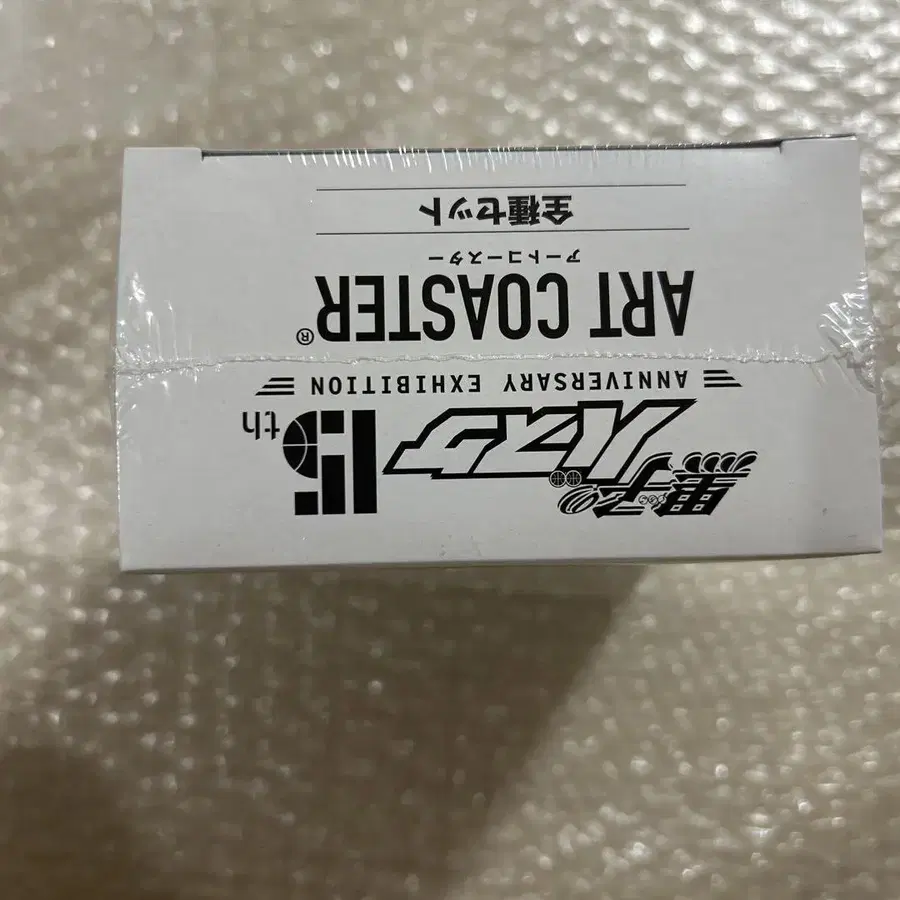 黒子のバスケ 15th
ANNIVERSARY EXHIBITION
ART COASTER®
アートコースター
全種セット